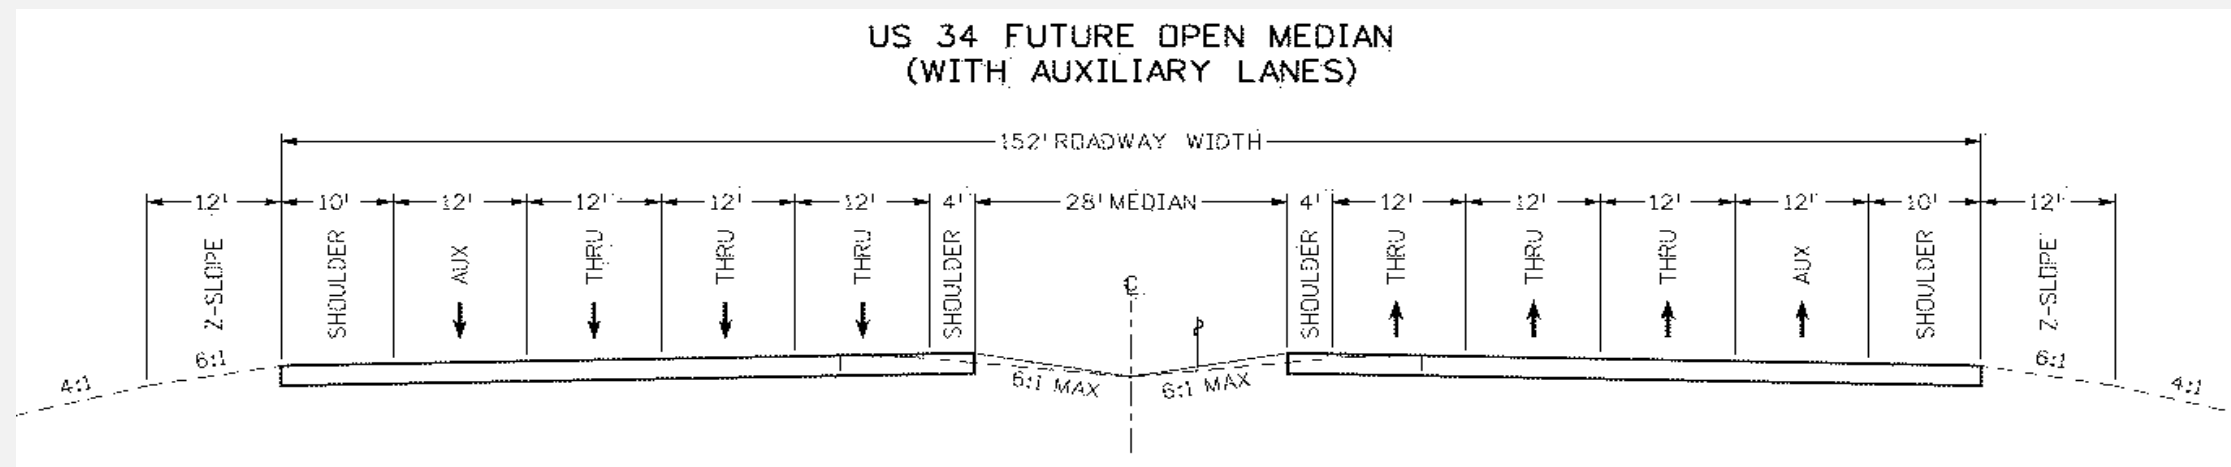 US 34 FUTURE OPEN MEDIAN
(WITH AUXILIARY LANES)
152' ROADWAY WIDTH
12' 10' 12' 12' 12' 12' 4' 28' MEDIAN 4' 12' 12' 12' 12' 10' 12'
Z-SLOPE SHOULDER AUX THRU THRU THRU SHOULDER ℄ SHOULDER THRU THRU THRU AUX SHOULDER Z-SLOPE
4:1 6:1 6:1 MAX 6:1 MAX 6:1 4:1